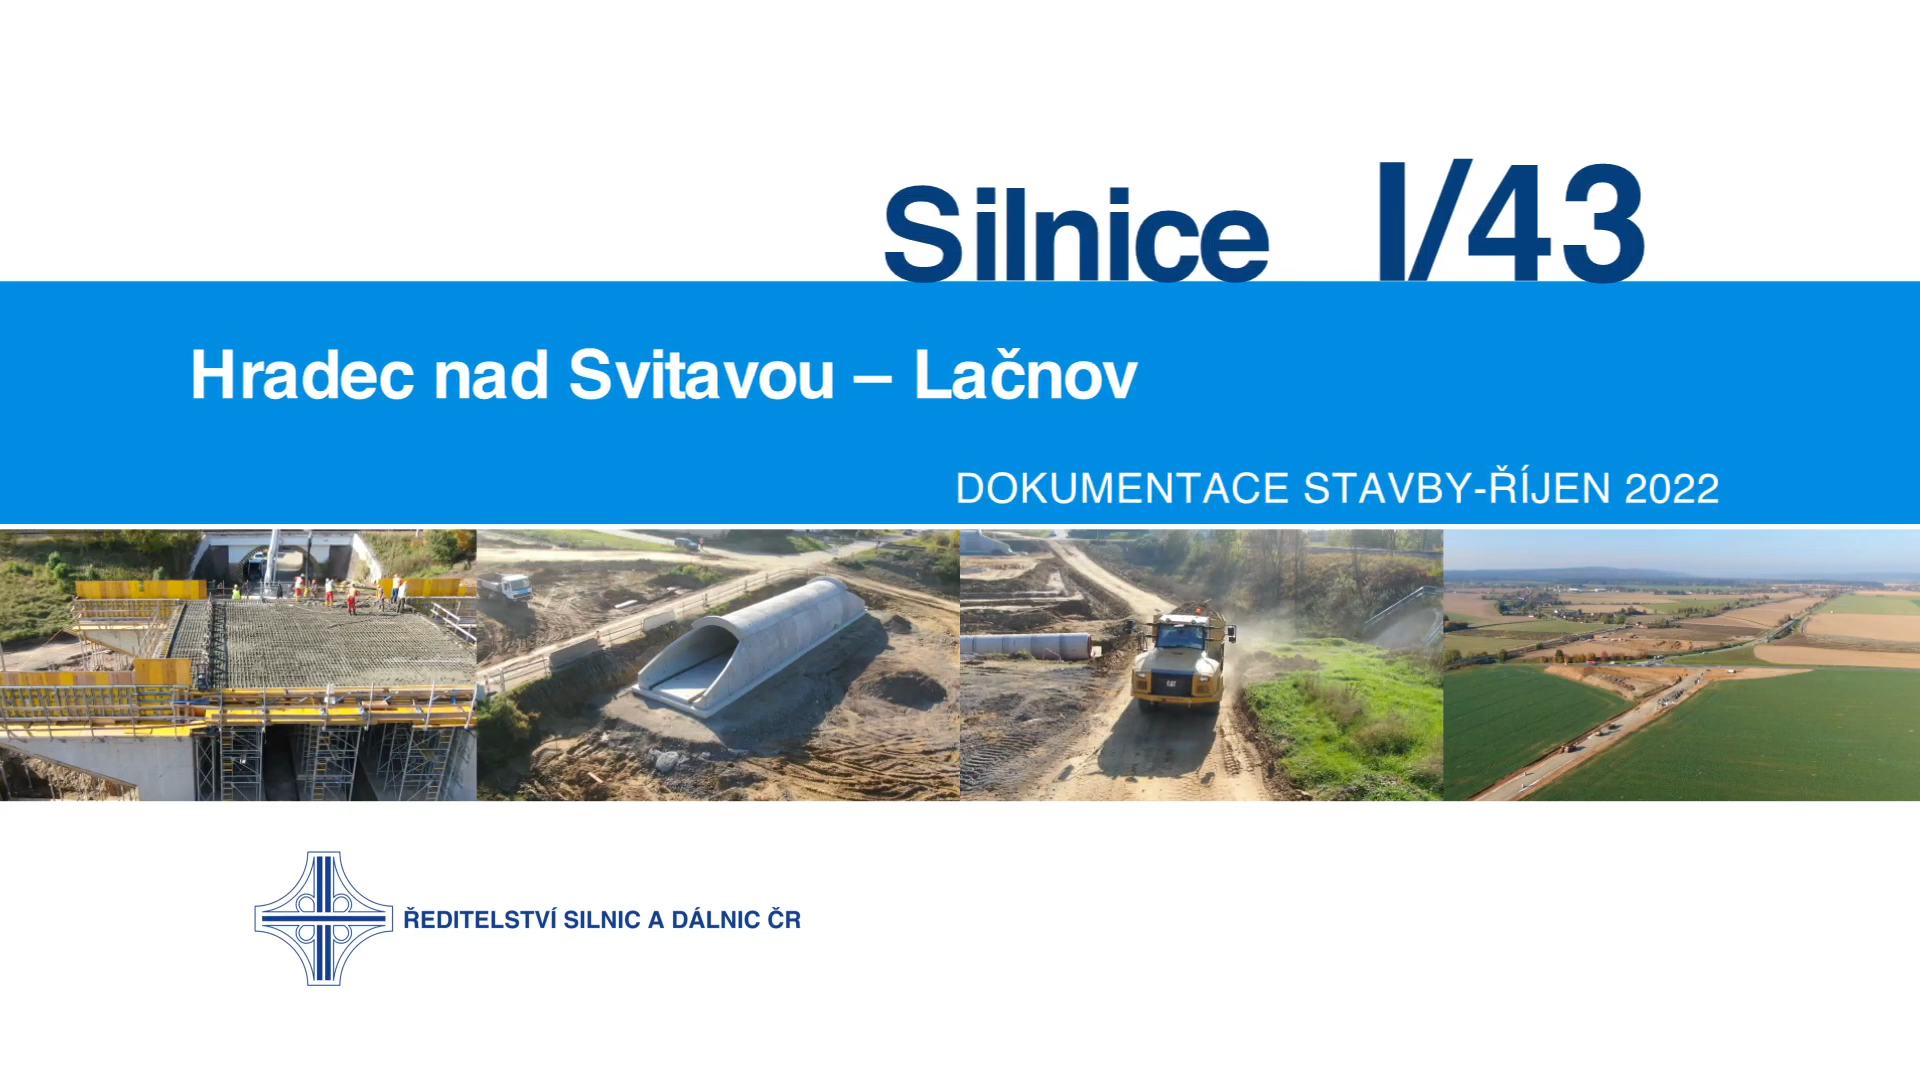 Silnice I/43
Hradec nad Svitavou – Lačnov
DOKUMENTACE STAVBY-ŘÍJEN 2022
ŘEDITELSTVÍ SILNIC A DÁLNIC ČR